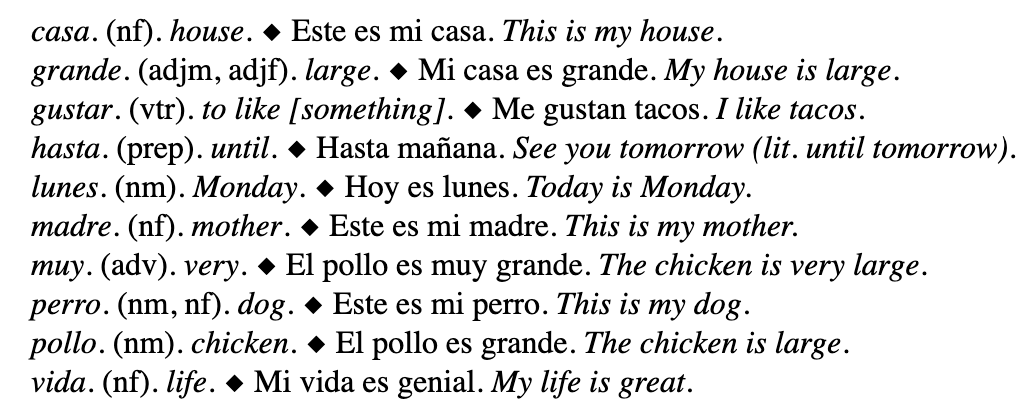 casa. (nf). house. ◆ Este es mi casa. This is my house.
grande. (adjm, adjf). large. ◆ Mi casa es grande. My house is large.
gustar. (vtr). to like [something]. ◆ Me gustan tacos. I like tacos.
hasta. (prep). until. ◆ Hasta mañana. See you tomorrow (lit. until tomorrow).
lunes. (nm). Monday. ◆ Hoy es lunes. Today is Monday.
madre. (nf). mother. ◆ Este es mi madre. This is my mother.
muy. (adv). very. ◆ El pollo es muy grande. The chicken is very large.
perro. (nm, nf). dog. ◆ Este es mi perro. This is my dog.
pollo. (nm). chicken. ◆ El pollo es grande. The chicken is large.
vida. (nf). life. ◆ Mi vida es genial. My life is great.